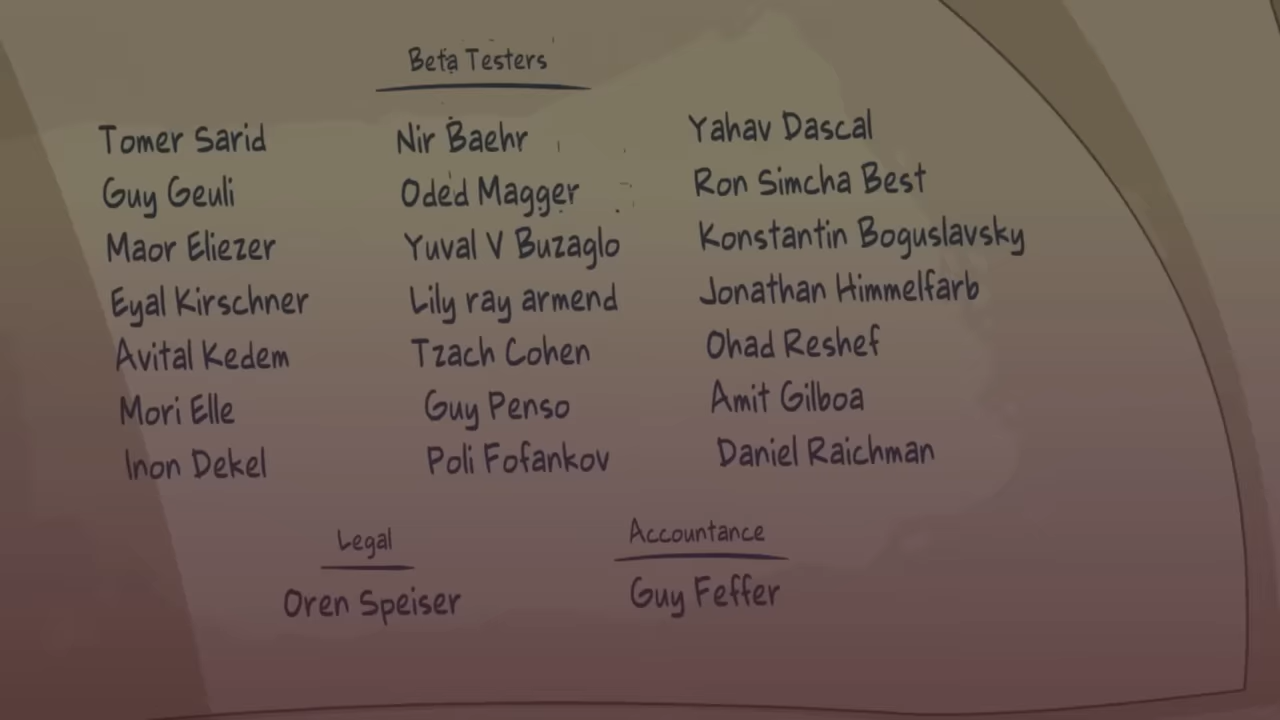 Beta Testers
Tomer Sarid Nir Baehr Yahav Dascal
Guy Geuli Oded Magger Ron Simcha Best
Maor Eliezer Yuval V Buzaglo Konstantin Boguslavsky
Eyal Kirschner Lily ray armend Jonathan Himmelfarb
Avital Kedem Tzach Cohen Ohad Reshef
Mori Elle Guy Penso Amit Gilboa
Inon Dekel Poli Fofankov Daniel Raichman
Legal Accountance
Oren Speiser Guy Feffer